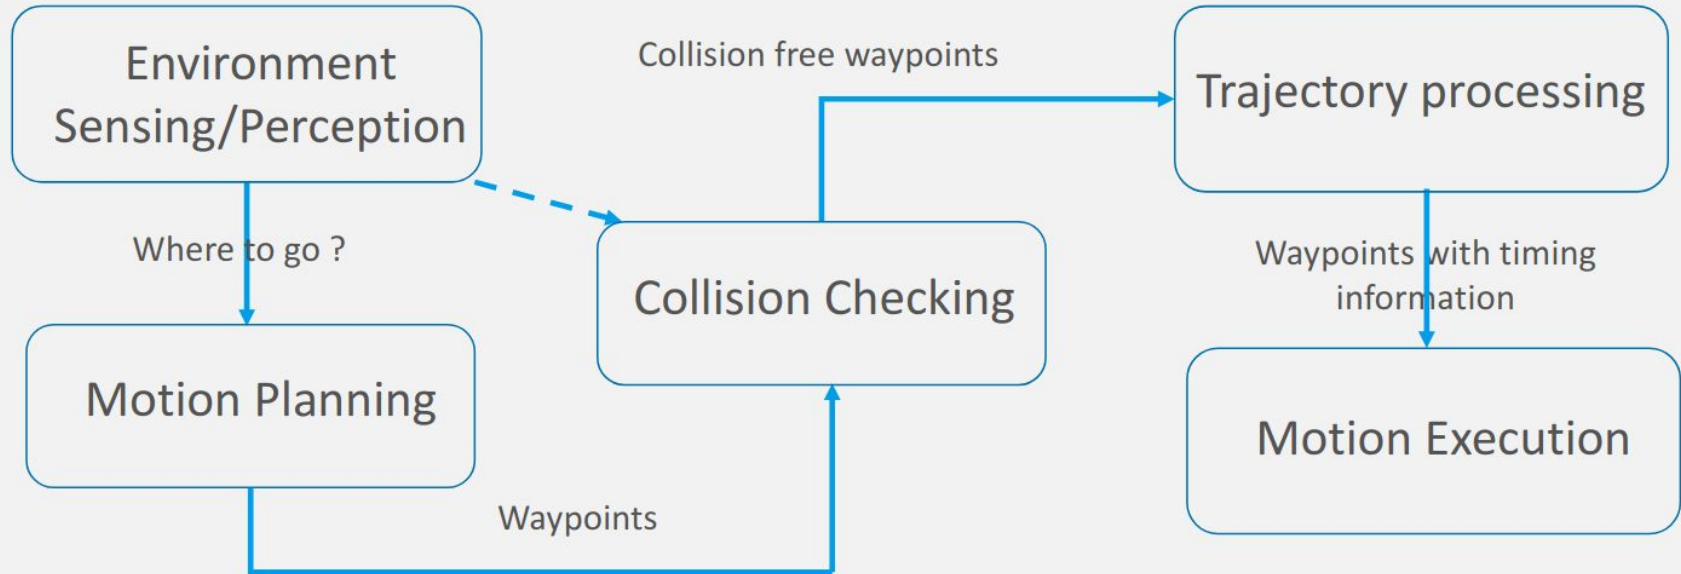 Environment
Sensing/Perception
Where to go ?
Motion Planning
Waypoints
Collision Checking
Collision free waypoints
Trajectory processing
Waypoints with timing
information
Motion Execution